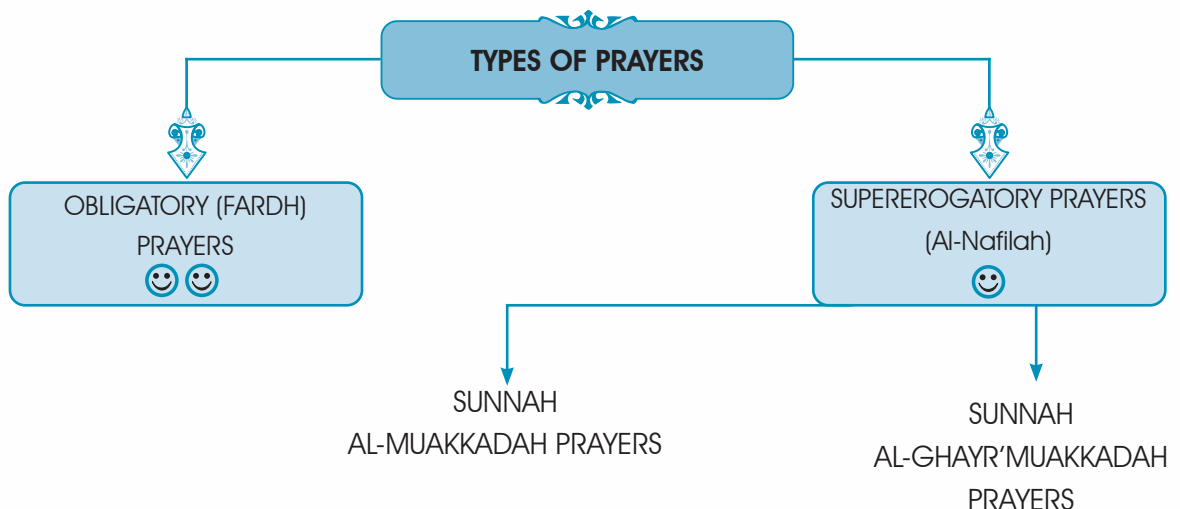 TYPES OF PRAYERS
OBLIGATORY (FARDH)
PRAYERS
SUPEREROGATORY PRAYERS
(Al-Nafilah)
SUNNAH
AL-MUAKKADAH PRAYERS
SUNNAH
AL-GHAYR’MUAKKADAH
PRAYERS